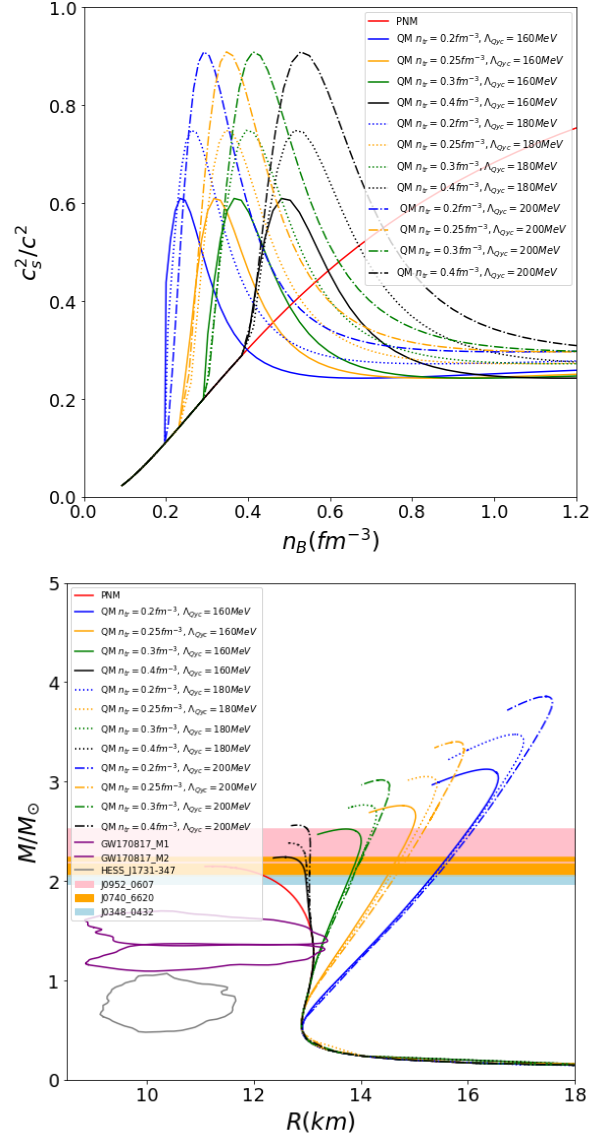 1.0
0.8
0.6
0.4
0.2
0.0
c_s^2/c^2
PNM
QM n_tr = 0.2fm^−3, Λ_Qyc = 160MeV
QM n_tr = 0.25fm^−3, Λ_Qyc = 160MeV
QM n_tr = 0.3fm^−3, Λ_Qyc = 160MeV
QM n_tr = 0.4fm^−3, Λ_Qyc = 160MeV
QM n_tr = 0.2fm^−3, Λ_Qyc = 180MeV
QM n_tr = 0.25fm^−3, Λ_Qyc = 180MeV
QM n_tr = 0.3fm^−3, Λ_Qyc = 180MeV
QM n_tr = 0.4fm^−3, Λ_Qyc = 180MeV
QM n_tr = 0.2fm^−3, Λ_Qyc = 200MeV
QM n_tr = 0.25fm^−3, Λ_Qyc = 200MeV
QM n_tr = 0.3fm^−3, Λ_Qyc = 200MeV
QM n_tr = 0.4fm^−3, Λ_Qyc = 200MeV
0.0 0.2 0.4 0.6 0.8 1.0 1.2
n_B(fm^−3)
5
4
3
2
1
0
M/M_⊙
PNM
QM n_tr = 0.2fm^−3, Λ_Qyc = 160MeV
QM n_tr = 0.25fm^−3, Λ_Qyc = 160MeV
QM n_tr = 0.3fm^−3, Λ_Qyc = 160MeV
QM n_tr = 0.4fm^−3, Λ_Qyc = 160MeV
QM n_tr = 0.2fm^−3, Λ_Qyc = 180MeV
QM n_tr = 0.25fm^−3, Λ_Qyc = 180MeV
QM n_tr = 0.3fm^−3, Λ_Qyc = 180MeV
QM n_tr = 0.4fm^−3, Λ_Qyc = 180MeV
QM n_tr = 0.2fm^−3, Λ_Qyc = 200MeV
QM n_tr = 0.25fm^−3, Λ_Qyc = 200MeV
QM n_tr = 0.3fm^−3, Λ_Qyc = 200MeV
QM n_tr = 0.4fm^−3, Λ_Qyc = 200MeV
GW170817_M1
GW170817_M2
HESS_J1731-347
J0952_0607
J0740_6620
J0348_0432
10 12 14 16 18
R(km)